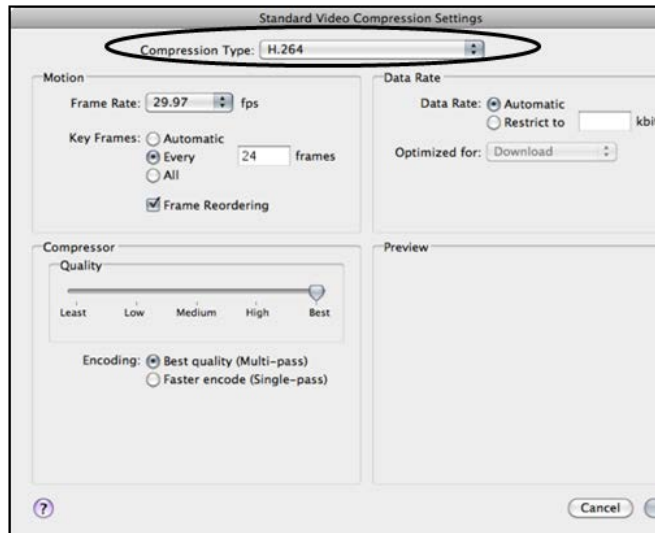 Standard Video Compression Settings
Compression Type: H.264
Motion
Frame Rate: 29.97 fps
Key Frames: Automatic
Every 24 frames
All
Frame Reordering
Data Rate
Data Rate: Automatic
Restrict to
Optimized for: Download
Compressor
Quality
Least Low Medium High Best
Encoding: Best quality (Multi-pass)
Faster encode (Single-pass)
Preview
?
Cancel